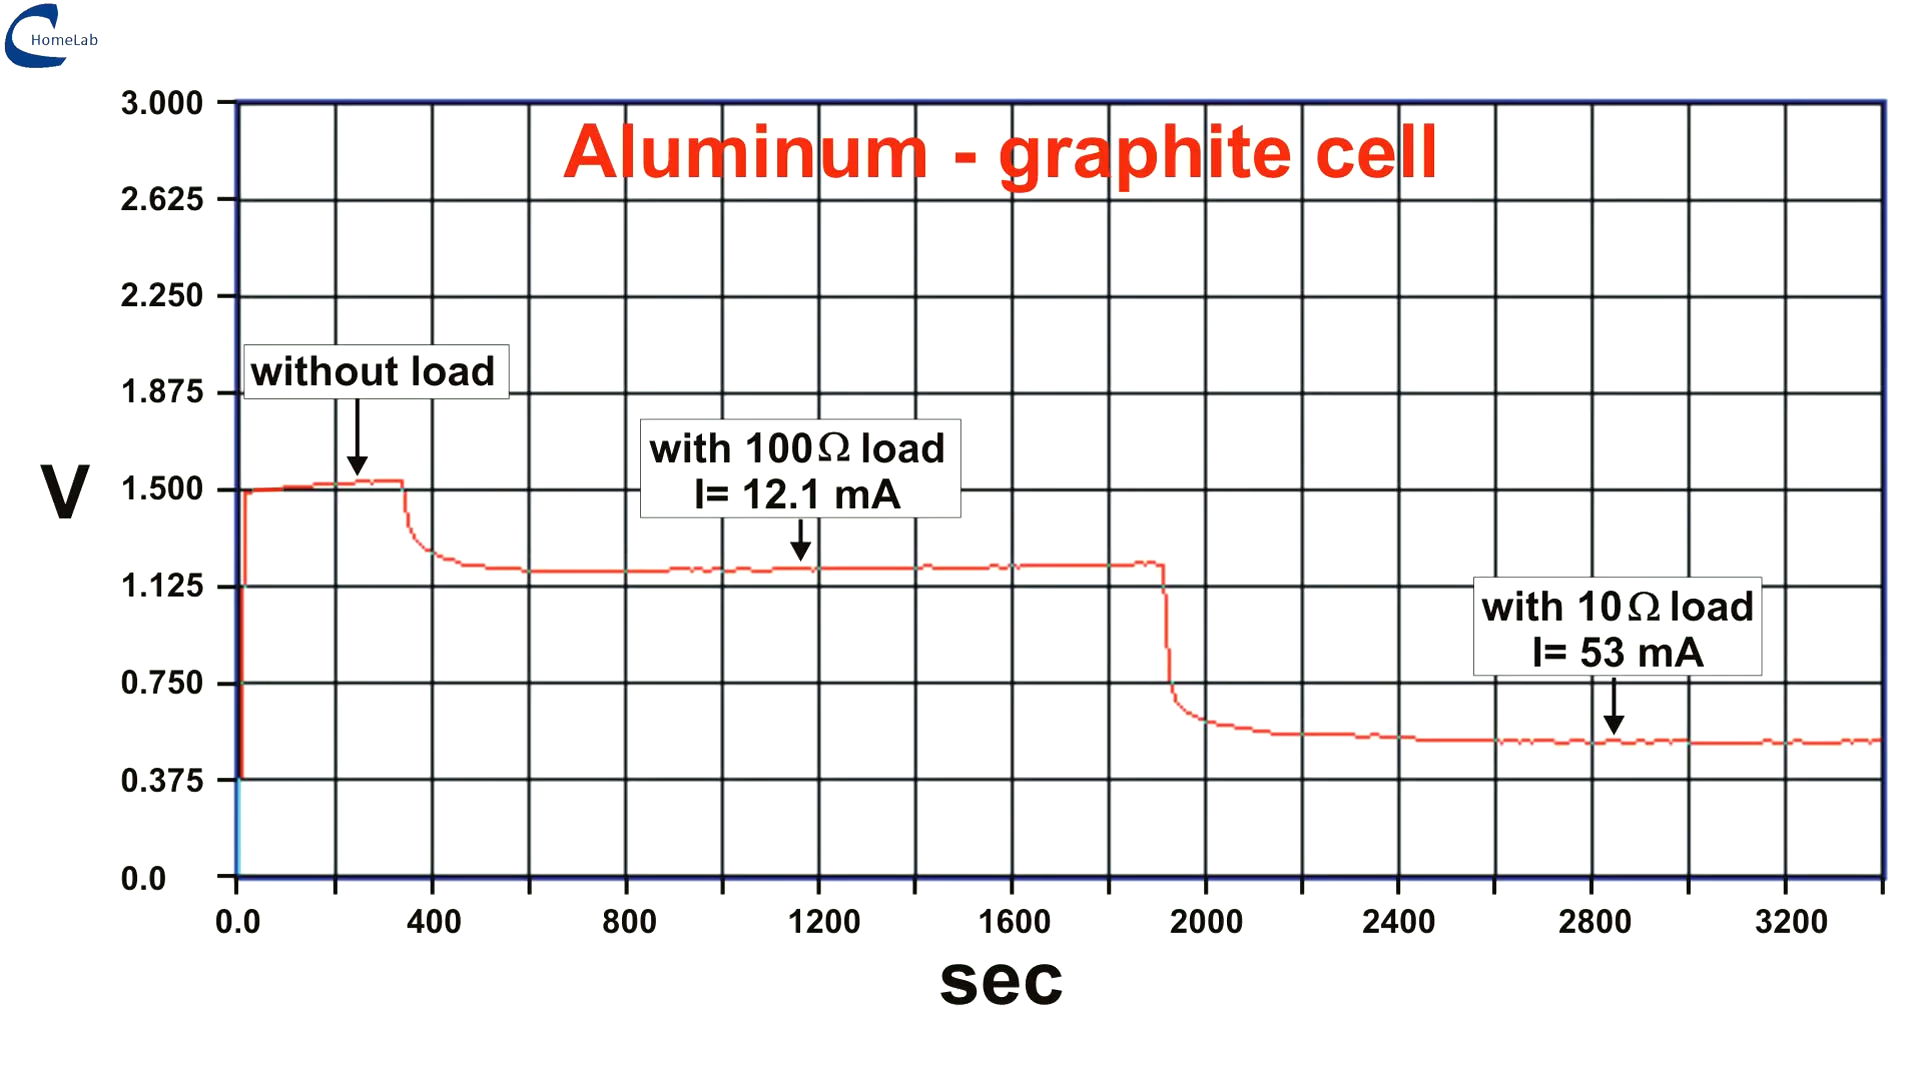 HomeLab
Aluminum - graphite cell
3.000
2.625
2.250
1.875
1.500
1.125
0.750
0.375
0.0
V
without load
with 100Ω load
I= 12.1 mA
with 10Ω load
I= 53 mA
0.0 400 800 1200 1600 2000 2400 2800 3200
sec